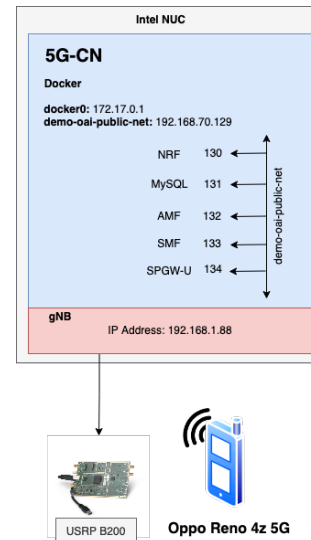 Intel NUC
5G-CN
Docker
docker0: 172.17.0.1
demo-oai-public-net: 192.168.70.129
NRF 130
MySQL 131
AMF 132
SMF 133
SPGW-U 134
demo-oai-public-net
gNB
IP Address: 192.168.1.88
USRP B200
Oppo Reno 4z 5G